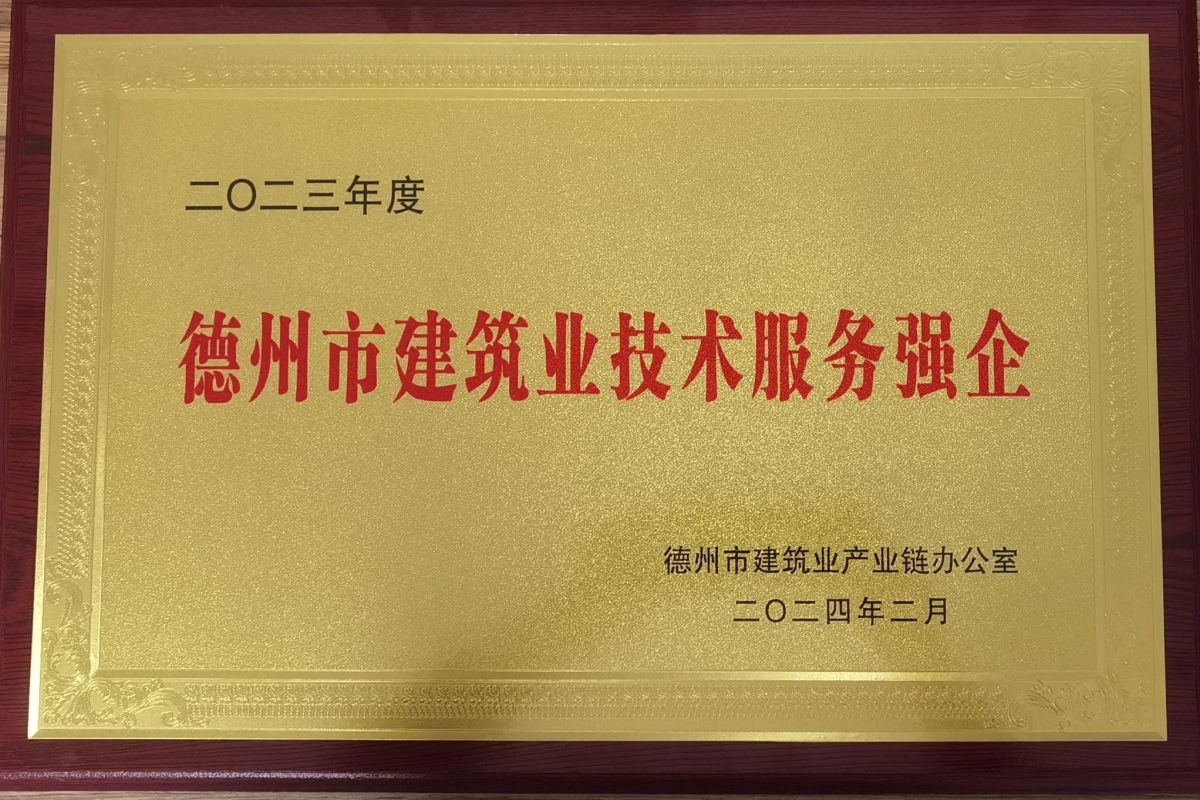 二〇二三年度
德州市建筑业技术服务强企
德州市建筑业产业链办公室
二〇二四年二月